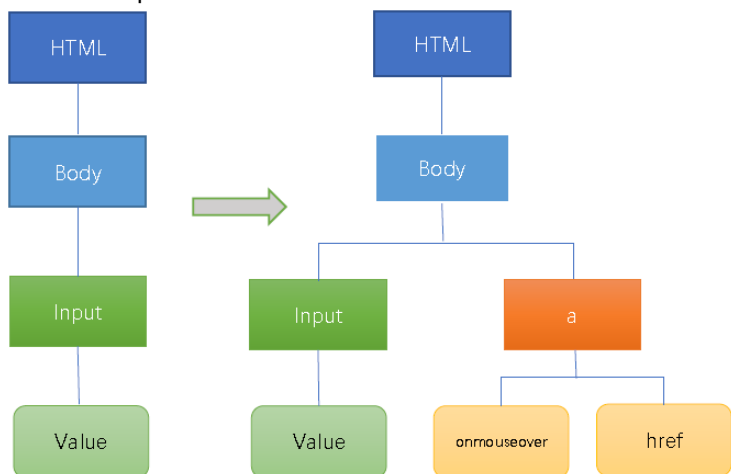 HTML
HTML
Body
Body
Input
Input
a
Value
Value
onmouseover
href